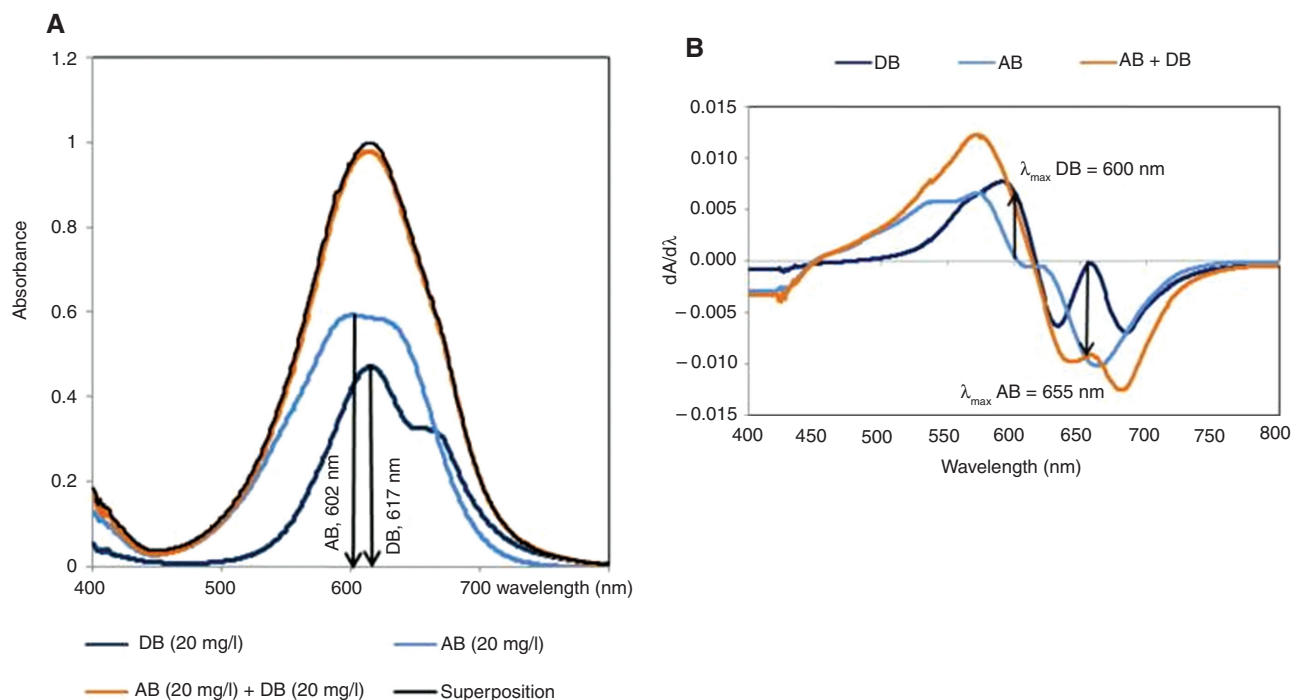 A
1.2
1
0.8
0.6
0.4
0.2
0
Absorbance
AB, 602 nm
DB, 617 nm
400 500 600 700 wavelength (nm)
DB (20 mg/l) AB (20 mg/l)
AB (20 mg/l) + DB (20 mg/l) Superposition
B
DB AB AB + DB
0.015
0.010
0.005
0.000
−0.005
−0.010
−0.015
dA/dλ
λmax DB = 600 nm
λmax AB = 655 nm
400 450 500 550 600 650 700 750 800
Wavelength (nm)